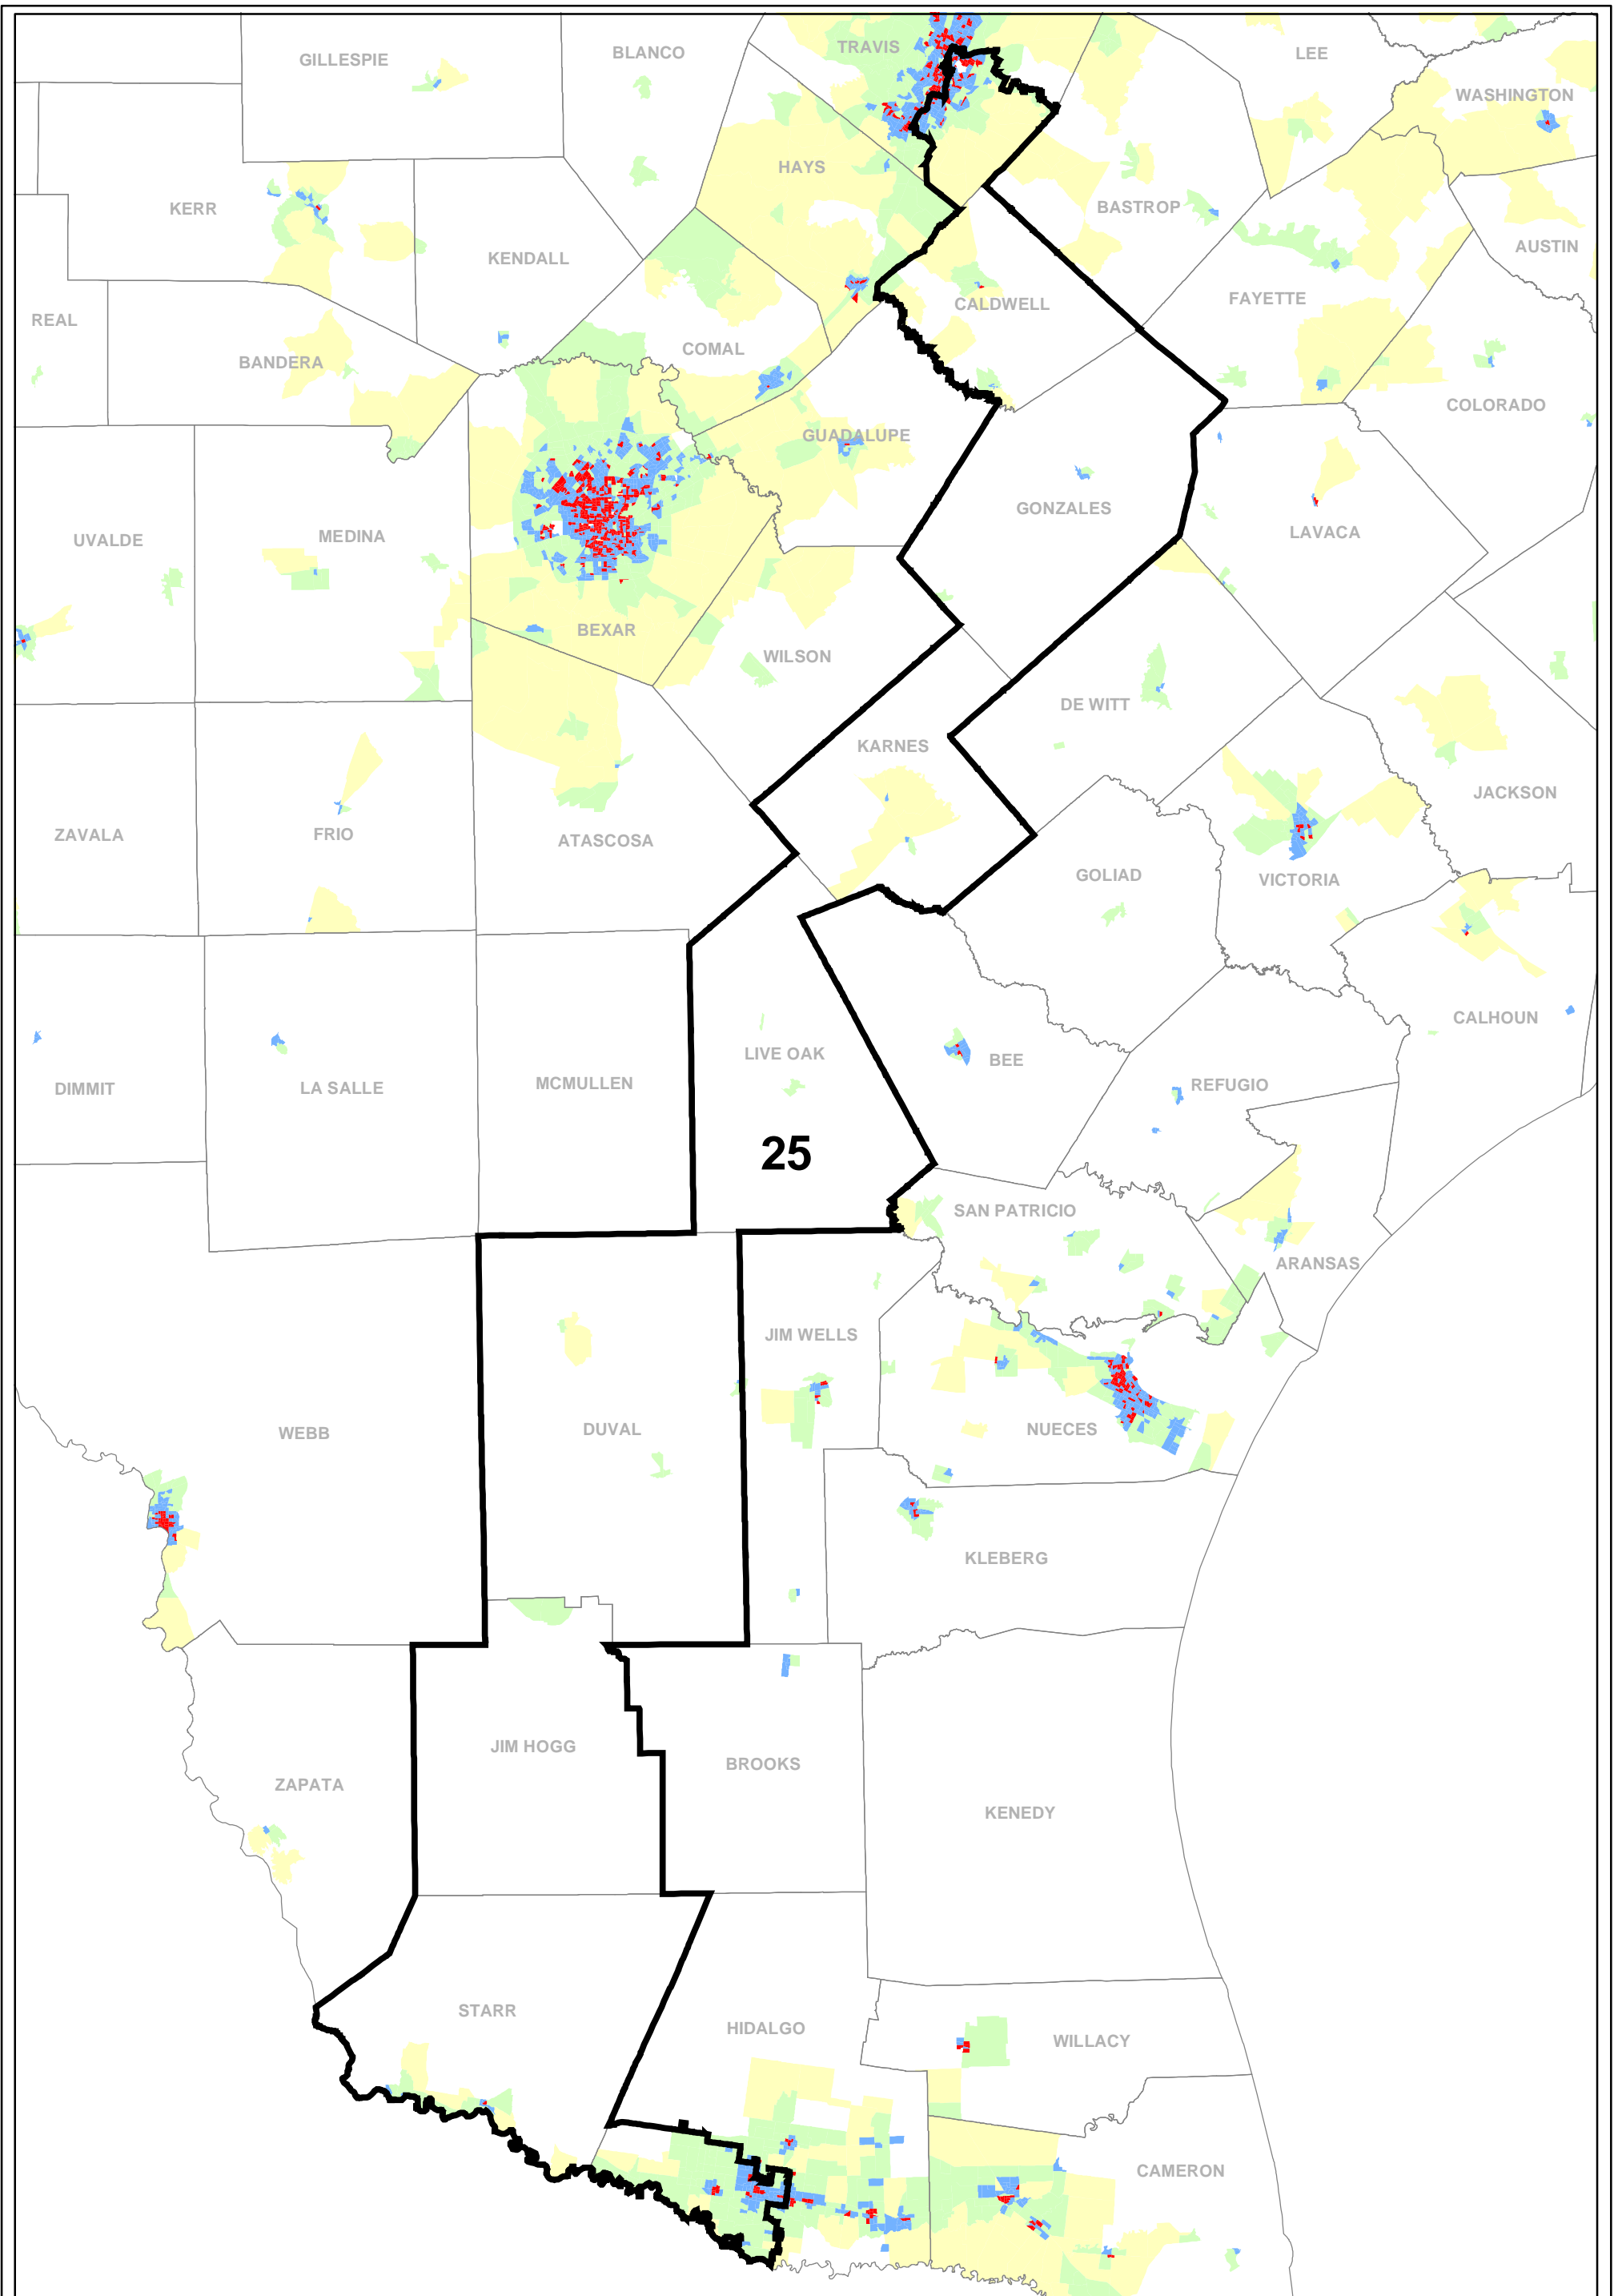 GILLESPIE
BLANCO
TRAVIS
LEE
WASHINGTON
KERR
HAYS
BASTROP
KENDALL
AUSTIN
REAL
CALDWELL
FAYETTE
BANDERA
COMAL
COLORADO
GUADALUPE
UVALDE
MEDINA
GONZALES
LAVACA
BEXAR
WILSON
DE WITT
KARNES
JACKSON
ZAVALA
FRIO
ATASCOSA
GOLIAD
VICTORIA
CALHOUN
LIVE OAK
BEE
DIMMIT
LA SALLE
MCMULLEN
REFUGIO
25
SAN PATRICIO
ARANSAS
JIM WELLS
WEBB
DUVAL
NUECES
KLEBERG
JIM HOGG
BROOKS
ZAPATA
KENEDY
STARR
HIDALGO
WILLACY
CAMERON